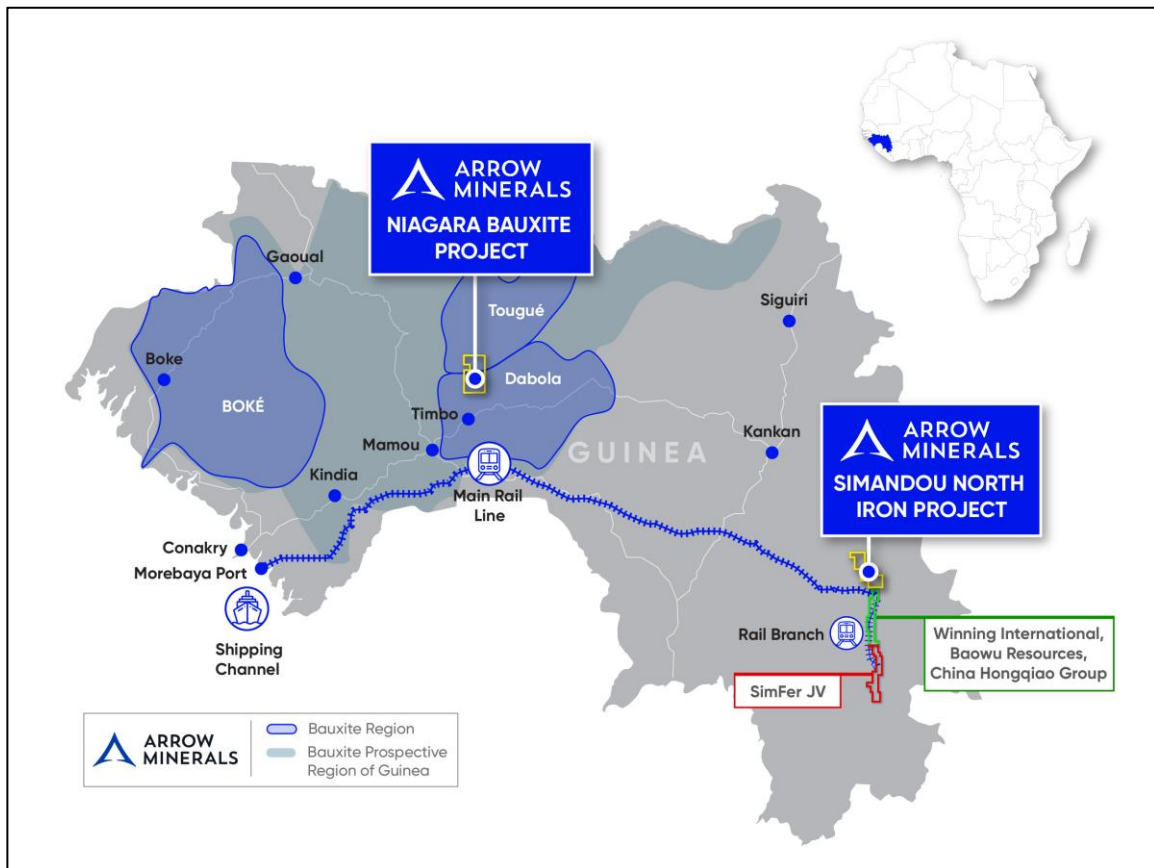 ARROW
MINERALS
NIAGARA BAUXITE
PROJECT
Gaoual
Tougué
Siguiri
Boke
BOKÉ
Dabola
Timbo
Mamou
GUINEA
Kankan
Kindia
Main Rail
Line
ARROW
MINERALS
SIMANDOU NORTH
IRON PROJECT
Conakry
Morebaya Port
Shipping
Channel
Rail Branch
Winning International,
Baowu Resources,
China Hongqiao Group
SimFer JV
ARROW
MINERALS
Bauxite Region
Bauxite Prospective
Region of Guinea